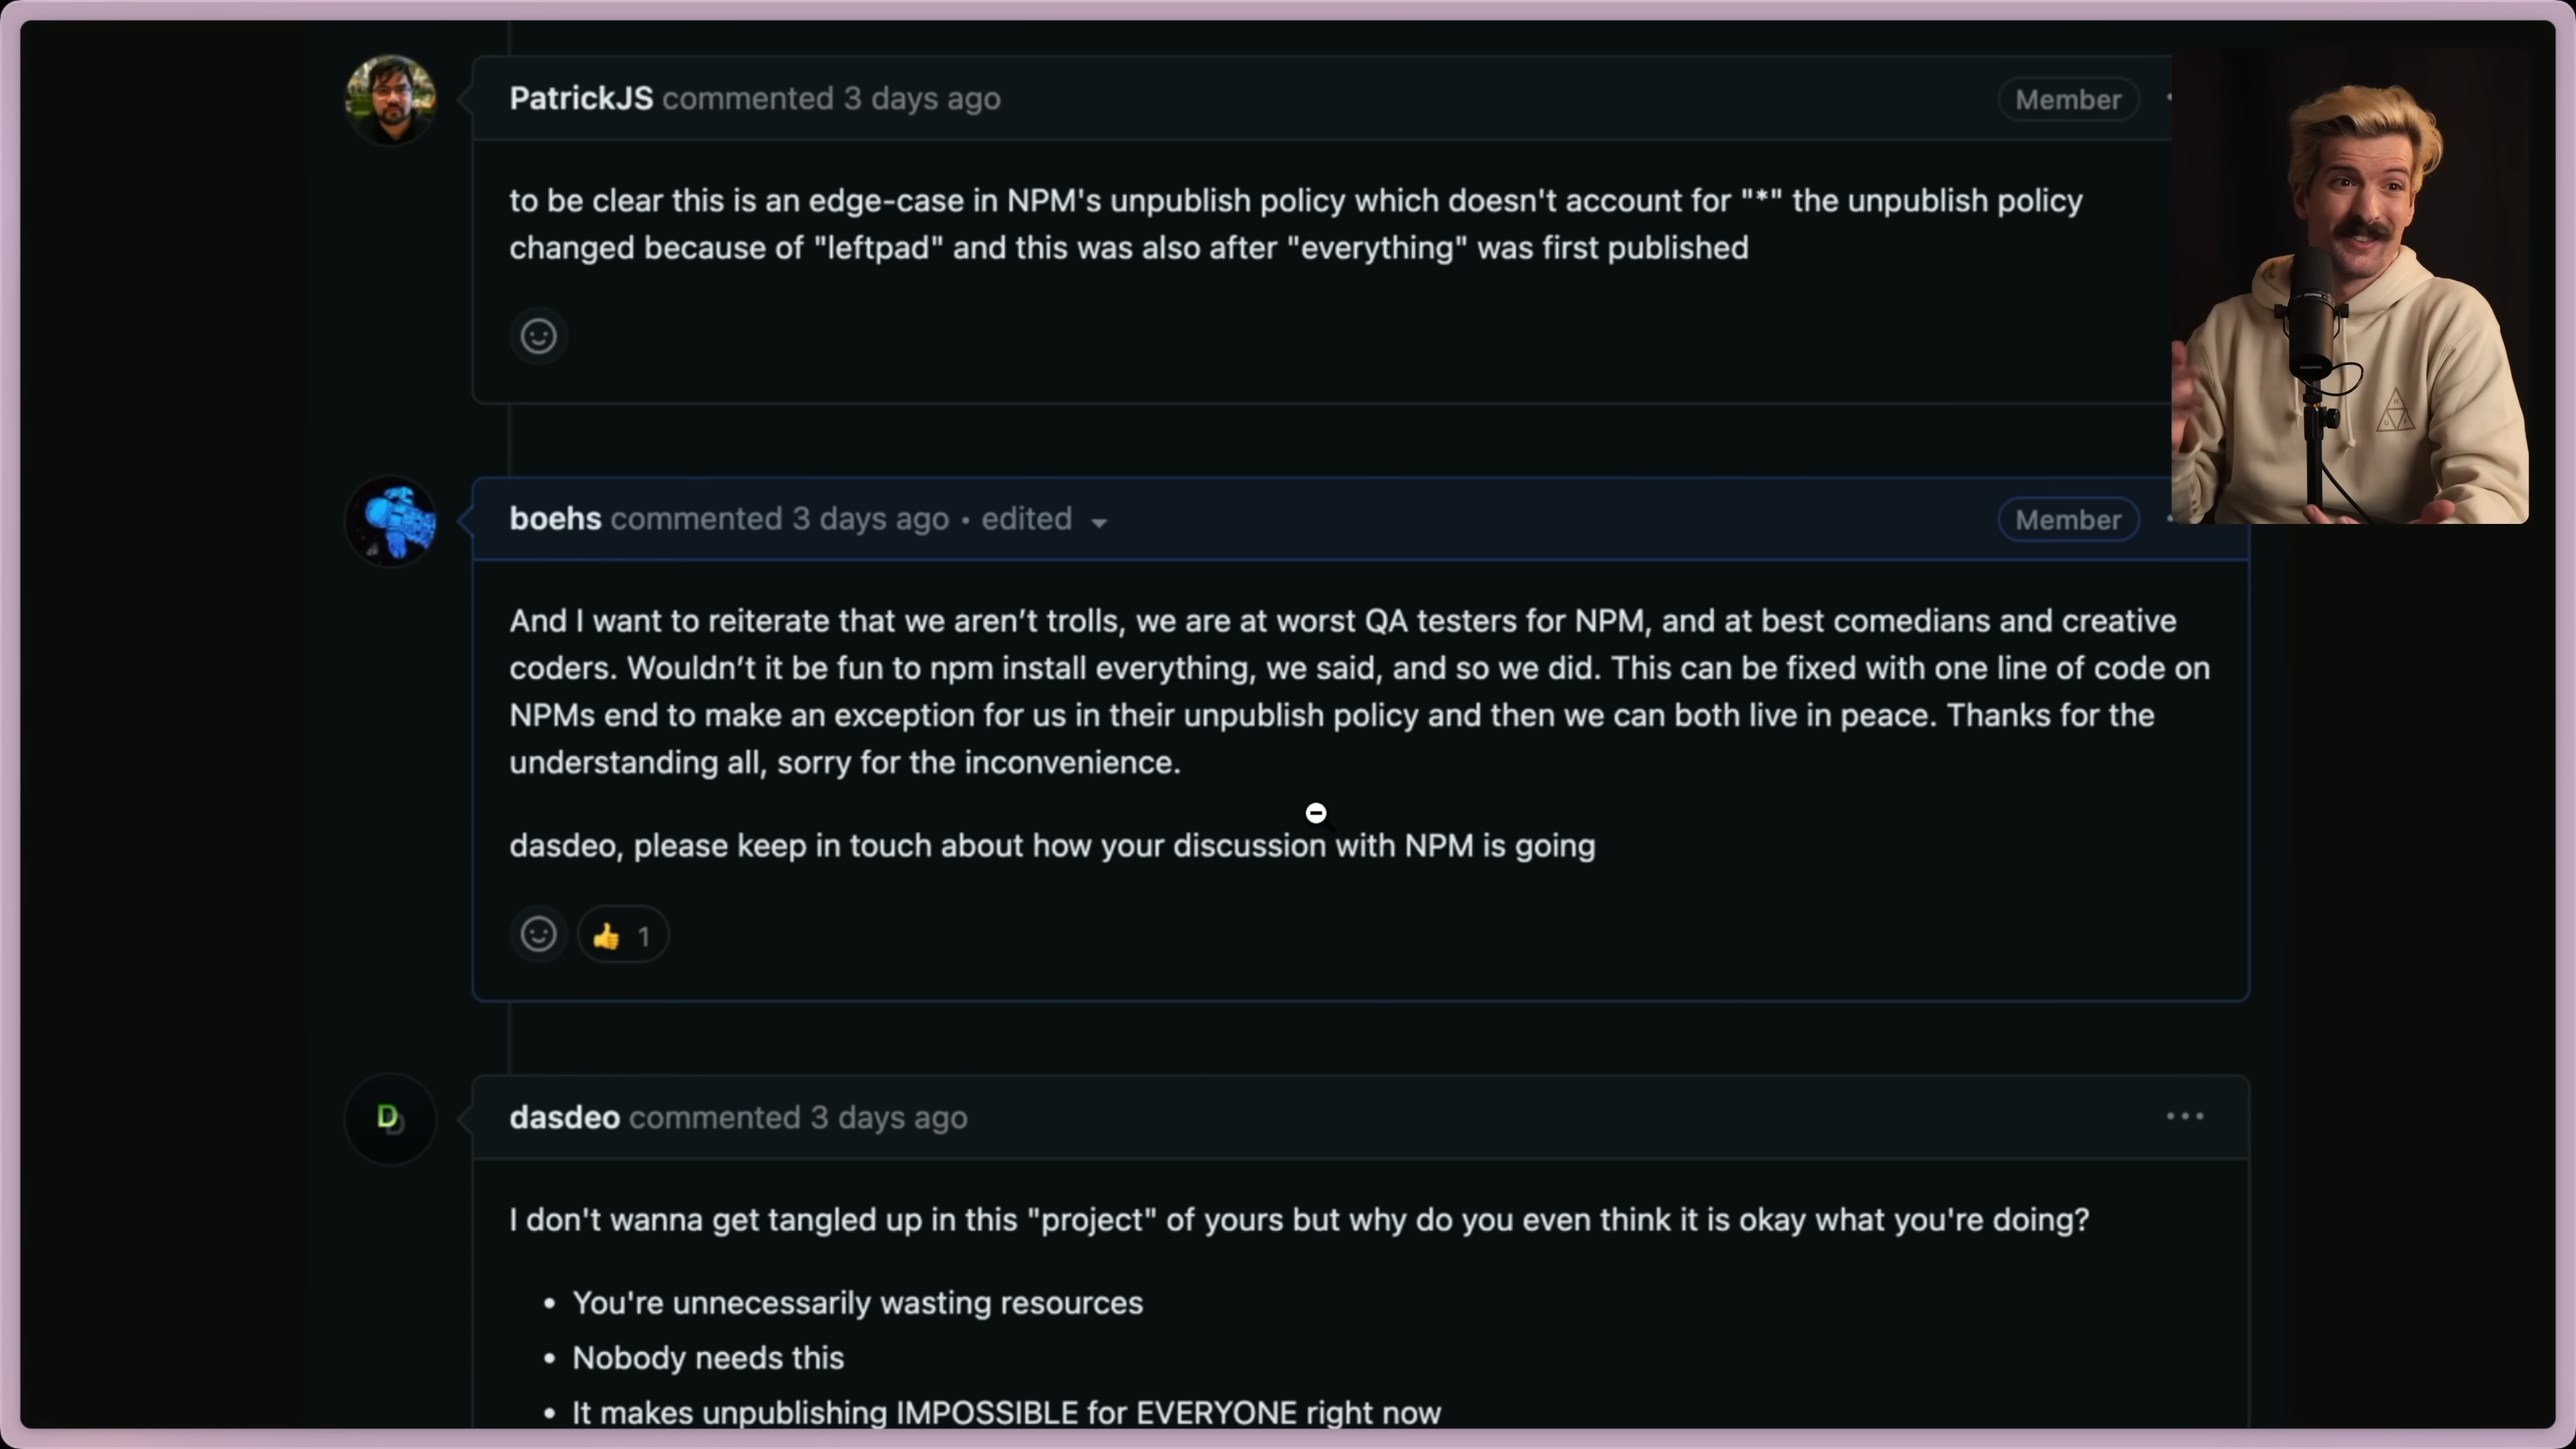 PatrickJS commented 3 days ago
Member
to be clear this is an edge-case in NPM's unpublish policy which doesn't account for "*" the unpublish policy
changed because of "leftpad" and this was also after "everything" was first published
boehs commented 3 days ago • edited
Member
And I want to reiterate that we aren’t trolls, we are at worst QA testers for NPM, and at best comedians and creative
coders. Wouldn’t it be fun to npm install everything, we said, and so we did. This can be fixed with one line of code on
NPMs end to make an exception for us in their unpublish policy and then we can both live in peace. Thanks for the
understanding all, sorry for the inconvenience.
dasdeo, please keep in touch about how your discussion with NPM is going
👍 1
D
dasdeo commented 3 days ago
I don't wanna get tangled up in this "project" of yours but why do you even think it is okay what you're doing?
• You're unnecessarily wasting resources
• Nobody needs this
• It makes unpublishing IMPOSSIBLE for EVERYONE right now